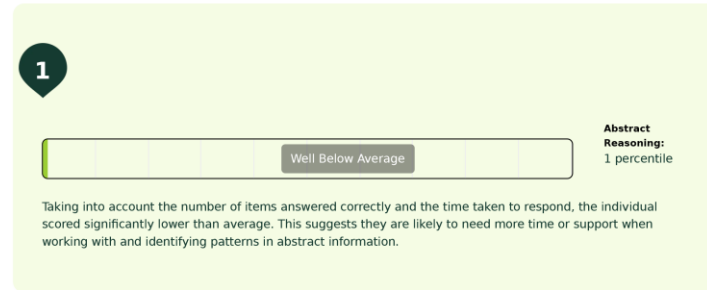 1
Abstract
Reasoning:
1 percentile
Well Below Average
Taking into account the number of items answered correctly and the time taken to respond, the individual
scored significantly lower than average. This suggests they are likely to need more time or support when
working with and identifying patterns in abstract information.